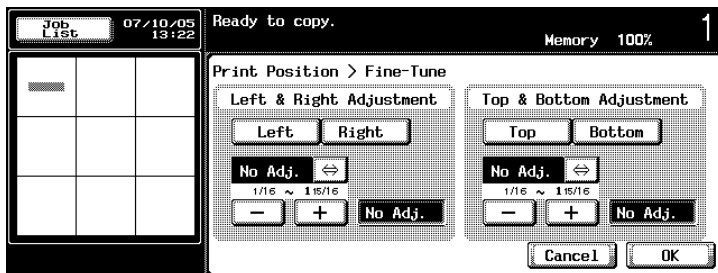 Job List 07/10/05 13:22
Ready to copy.
Memory 100% 1
Print Position > Fine-Tune
Left & Right Adjustment
Left Right
No Adj. ⇔
1/16 ~ 1 15/16
− + No Adj.
Top & Bottom Adjustment
Top Bottom
No Adj. ⇔
1/16 ~ 1 15/16
− + No Adj.
Cancel OK